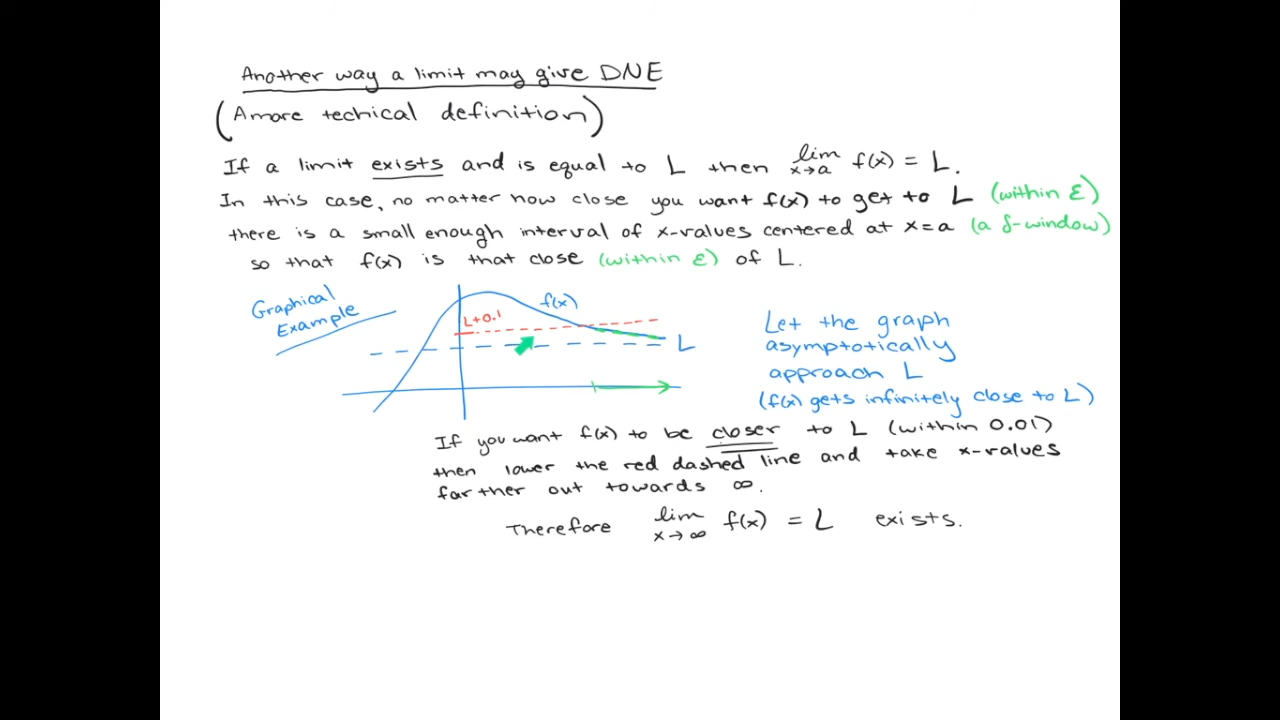 Another way a limit may give DNE
(A more techical definition)
If a limit exists and is equal to L then lim x→a f(x) = L.
In this case, no matter how close you want f(x) to get to L (within ε)
there is a small enough interval of x-values centered at x=a (a δ-window)
so that f(x) is that close (within ε) of L.
Graphical
Example
f(x)
L+0.1
L
Let the graph
asymptotically
approach L
(f(x) gets infinitely close to L)
If you want f(x) to be closer to L (within 0.01)
then lower the red dashed line and take x-values
farther out towards ∞.
Therefore lim x→∞ f(x) = L exists.